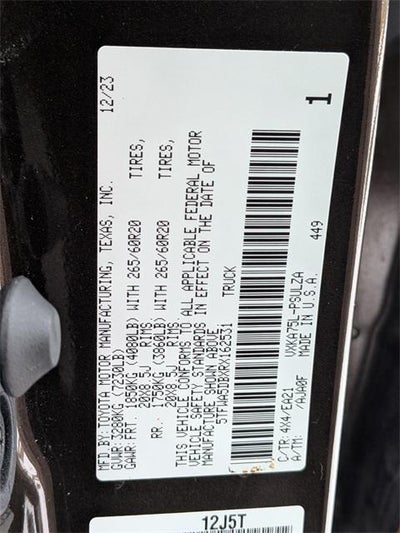 MFD.BY: TOYOTA MOTOR MANUFACTURING, TEXAS, INC. 12/23
GVWR: 3280KG (7230LB)
GAWR: FRT. 1850KG (4080LB) WITH 265/60R20 TIRES,
20X8.5J RIMS,
RR. 1750KG (3860LB) WITH 265/60R20 TIRES,
20X8.5J RIMS
THIS VEHICLE CONFORMS TO ALL APPLICABLE FEDERAL MOTOR
VEHICLE SAFETY STANDARDS IN EFFECT ON THE DATE OF
MANUFACTURE SHOWN ABOVE.
5TFWA5DBXRX162531 TRUCK
C/TR: 4X4/EA21 VXKA75L-PSULZA 449
A/TM: /AJA0F MADE IN U.S.A.
1
12J5T